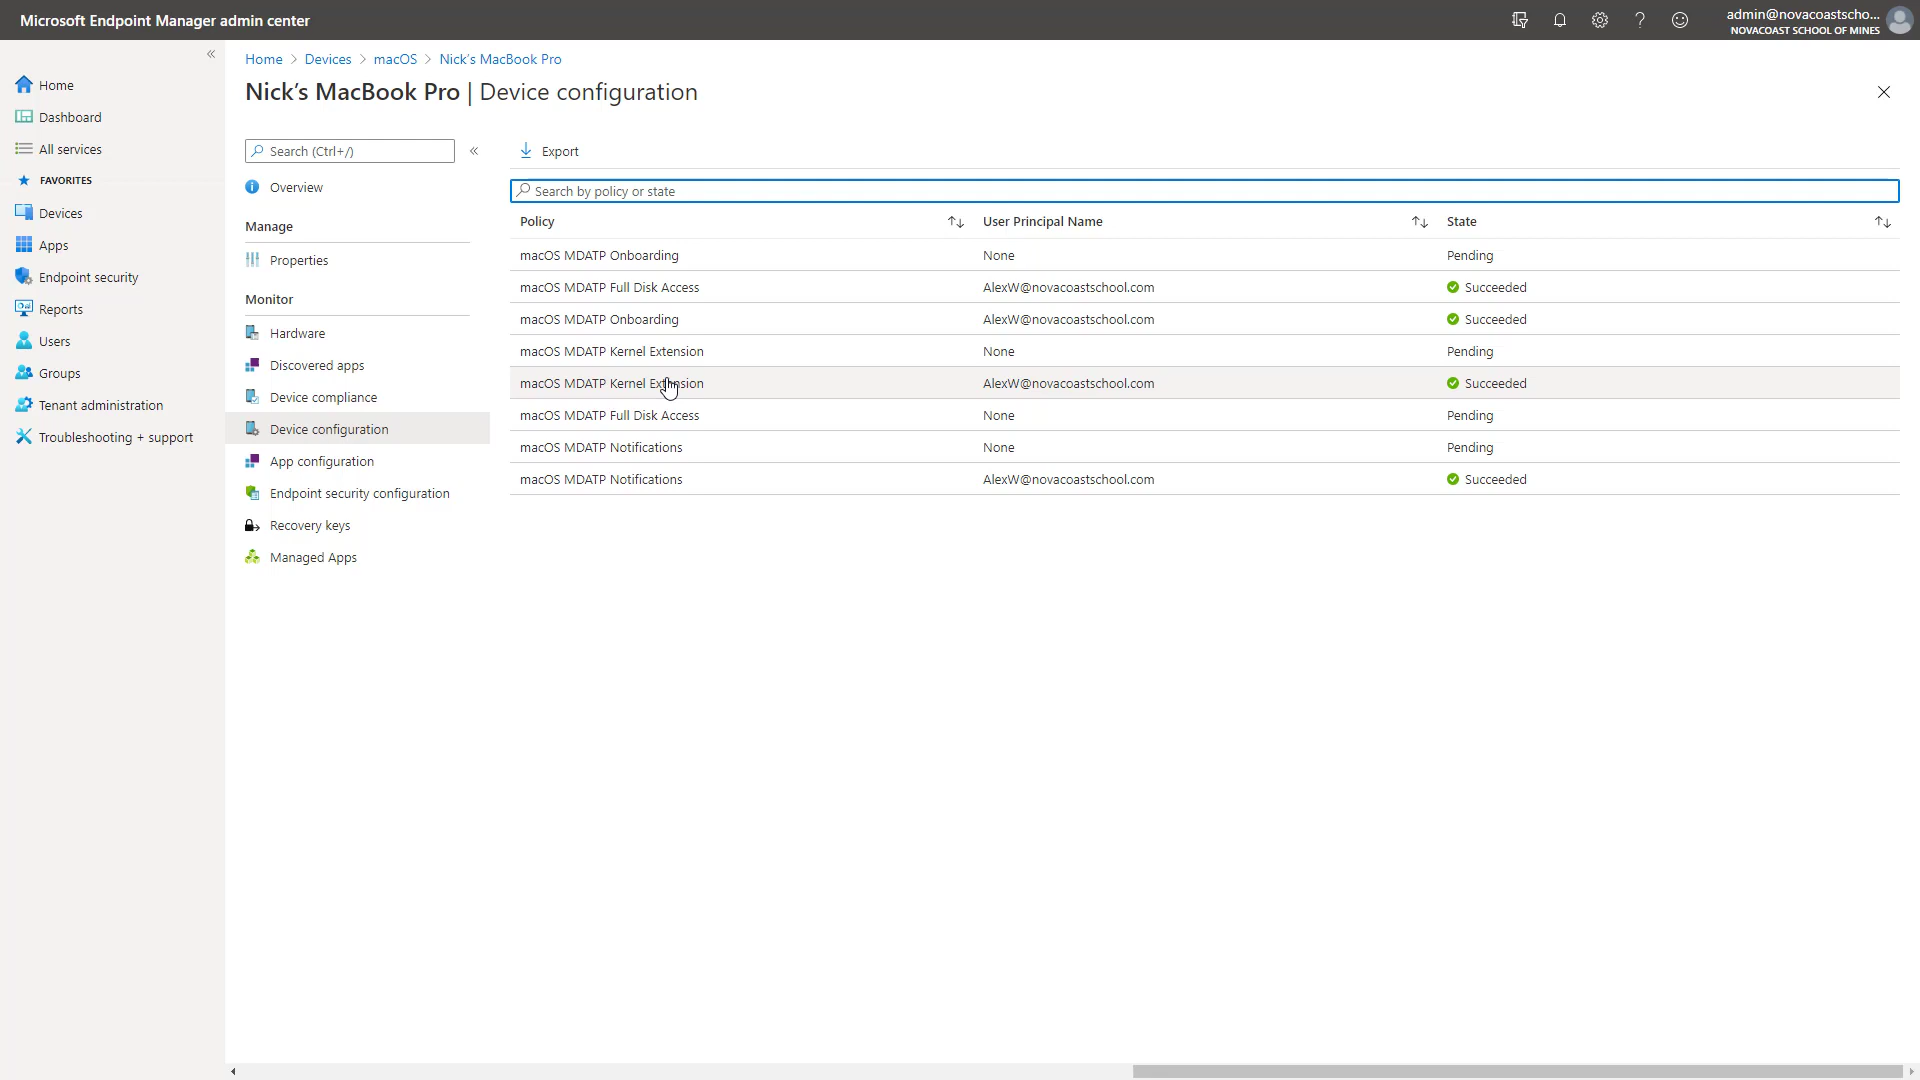 Microsoft Endpoint Manager admin center
admin@novacoastscho...
NOVACOAST SCHOOL OF MINES
«
Home
Dashboard
All services
FAVORITES
Devices
Apps
Endpoint security
Reports
Users
Groups
Tenant administration
Troubleshooting + support
Home > Devices > macOS > Nick's MacBook Pro
Nick's MacBook Pro | Device configuration
Search (Ctrl+/)
«
Overview
Manage
Properties
Monitor
Hardware
Discovered apps
Device compliance
Device configuration
App configuration
Endpoint security configuration
Recovery keys
Managed Apps
Export
Search by policy or state
Policy User Principal Name State
macOS MDATP Onboarding None Pending
macOS MDATP Full Disk Access AlexW@novacoastschool.com Succeeded
macOS MDATP Onboarding AlexW@novacoastschool.com Succeeded
macOS MDATP Kernel Extension None Pending
macOS MDATP Kernel Extension AlexW@novacoastschool.com Succeeded
macOS MDATP Full Disk Access None Pending
macOS MDATP Notifications None Pending
macOS MDATP Notifications AlexW@novacoastschool.com Succeeded